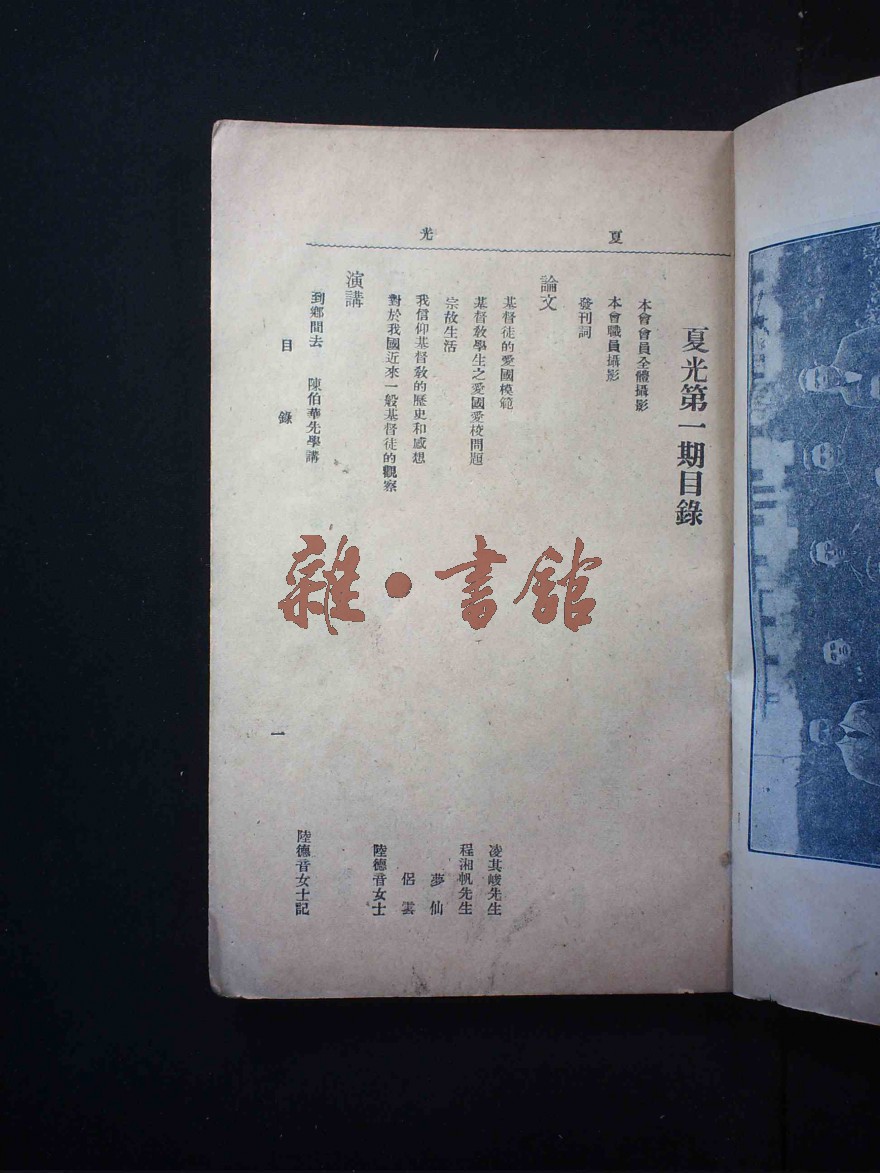 夏光
夏光第一期目錄
本會會員全體攝影
本會職員攝影
發刊詞
論文
基督徒的愛國模範 凌其峻先生
基督教學生之愛國愛校問題 程湘帆先生
宗故生活 夢仙
我信仰基督教的歷史和感想 侶雲
對於我國近來一般基督徒的觀察 陸德音女士
演講
到鄉間去 陳伯華先學講 陸德音女士記
目錄 一
雜·書館